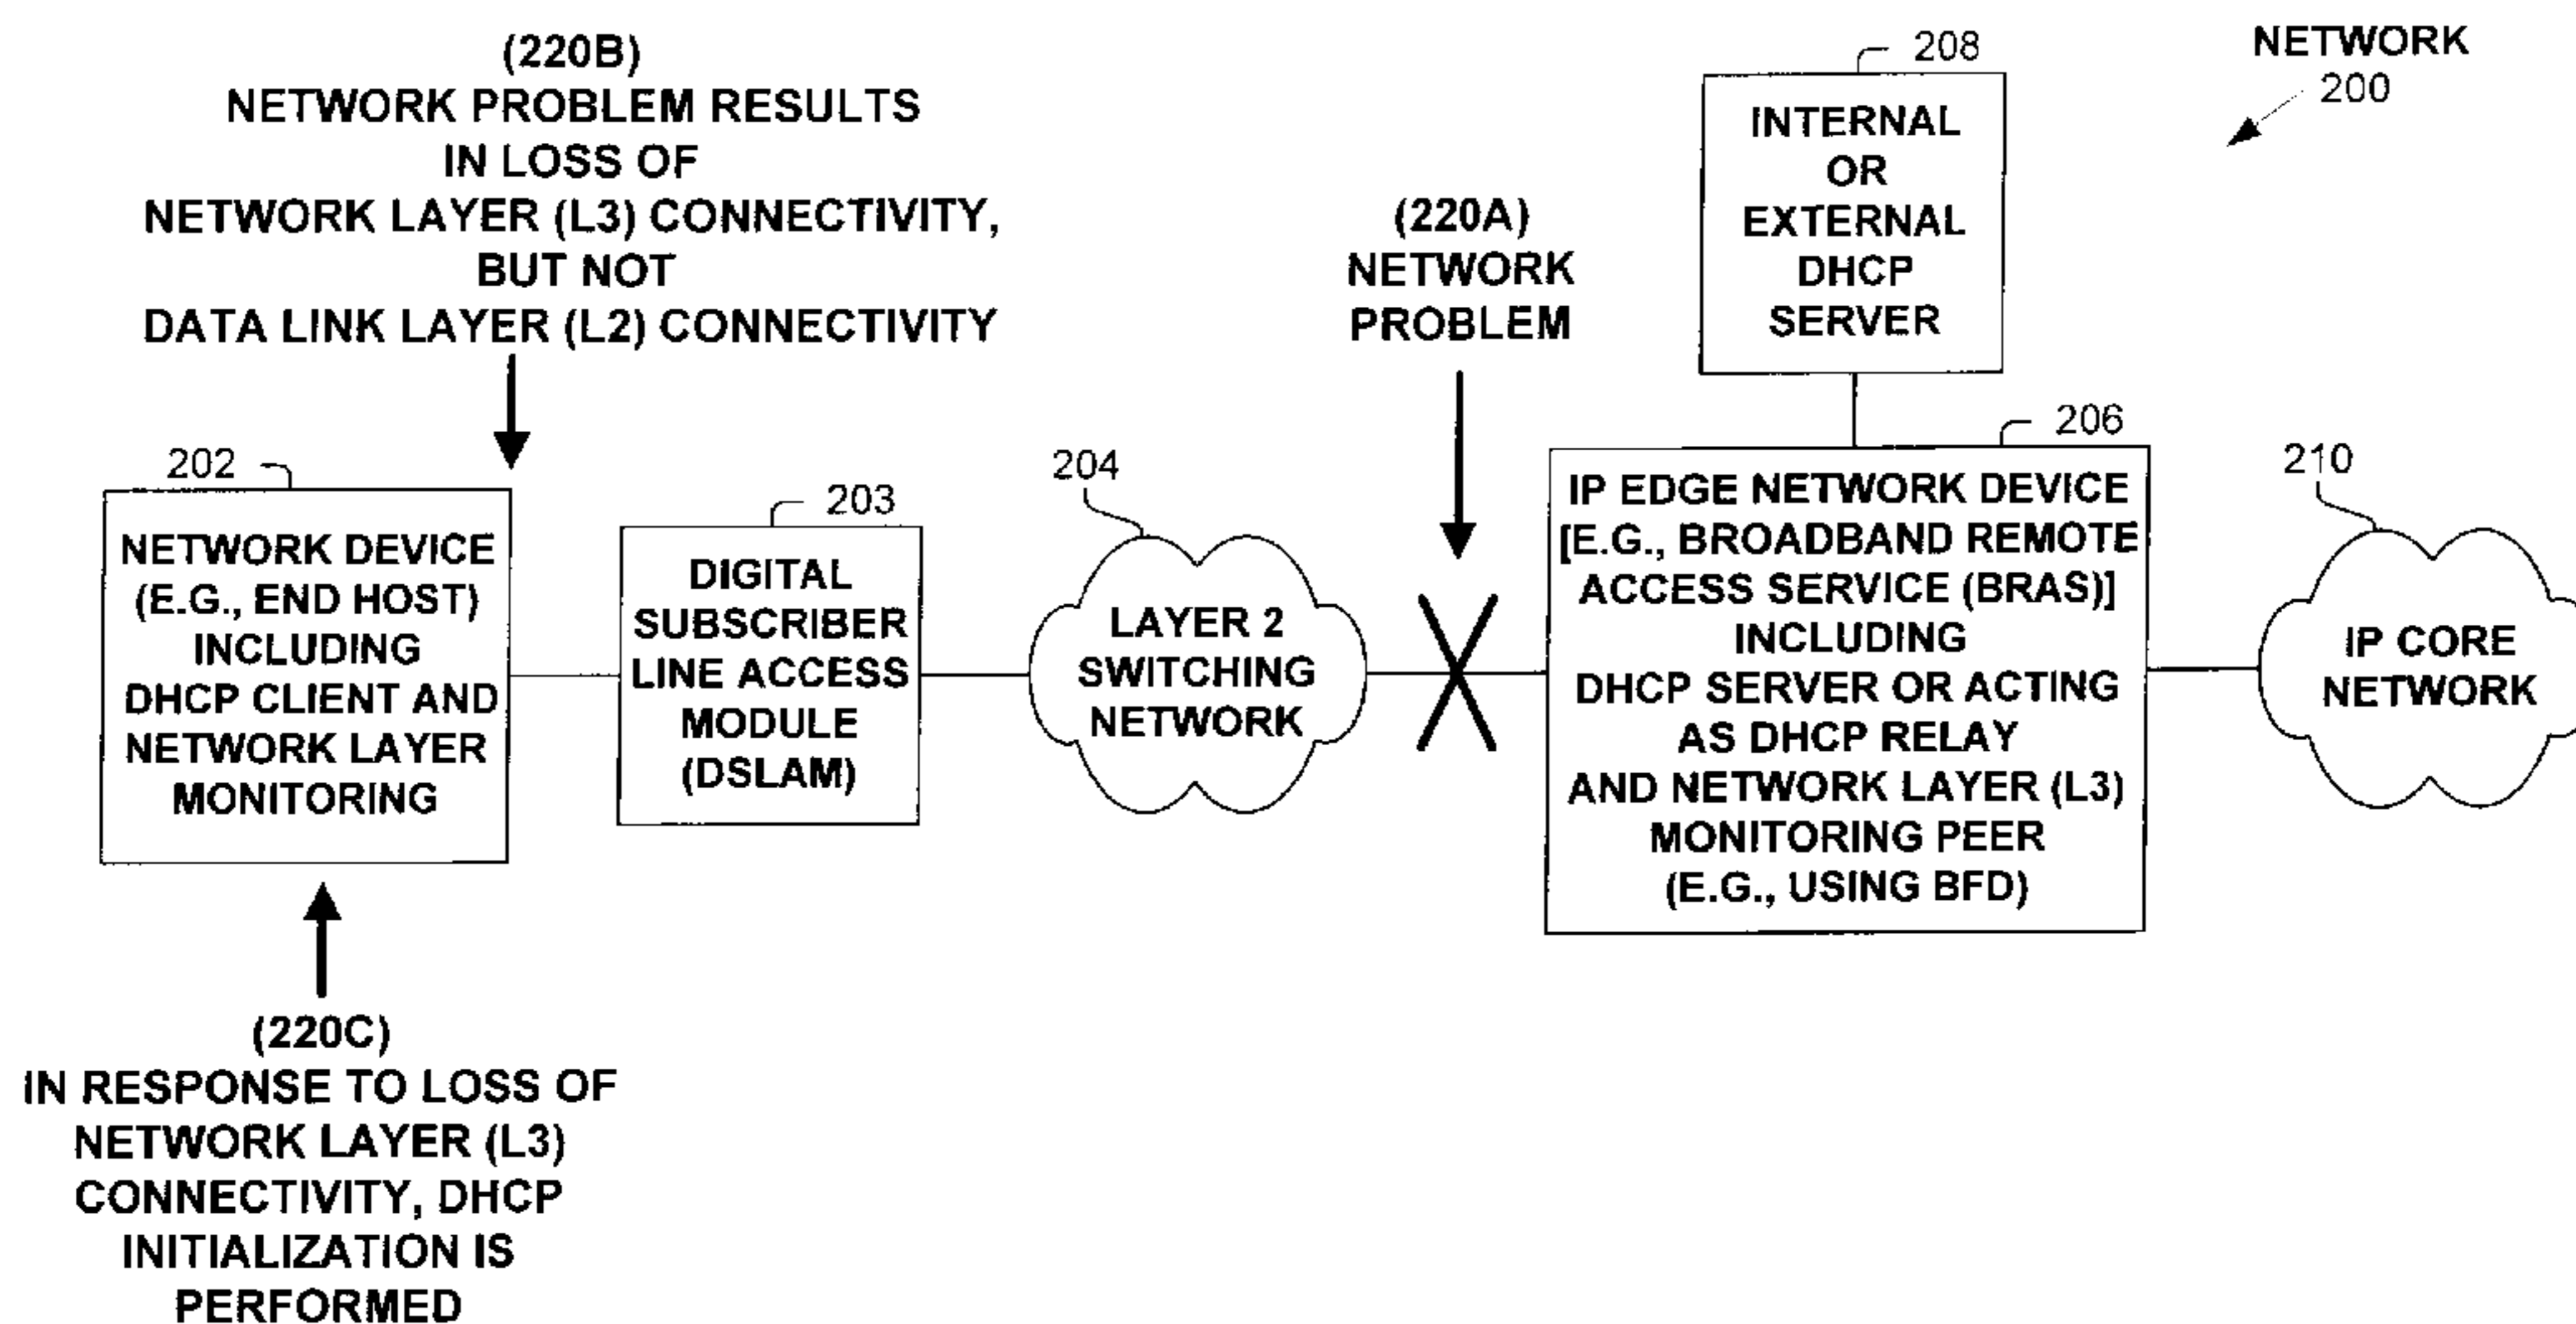 (220B)
NETWORK PROBLEM RESULTS
IN LOSS OF
NETWORK LAYER (L3) CONNECTIVITY,
BUT NOT
DATA LINK LAYER (L2) CONNECTIVITY
(220A)
NETWORK
PROBLEM
208
INTERNAL
OR
EXTERNAL
DHCP
SERVER
NETWORK
200
202
NETWORK DEVICE
(E.G., END HOST)
INCLUDING
DHCP CLIENT AND
NETWORK LAYER
MONITORING
203
DIGITAL
SUBSCRIBER
LINE ACCESS
MODULE
(DSLAM)
204
LAYER 2
SWITCHING
NETWORK
206
IP EDGE NETWORK DEVICE
[E.G., BROADBAND REMOTE
ACCESS SERVICE (BRAS)]
INCLUDING
DHCP SERVER OR ACTING
AS DHCP RELAY
AND NETWORK LAYER (L3)
MONITORING PEER
(E.G., USING BFD)
210
IP CORE
NETWORK
(220C)
IN RESPONSE TO LOSS OF
NETWORK LAYER (L3)
CONNECTIVITY, DHCP
INITIALIZATION IS
PERFORMED